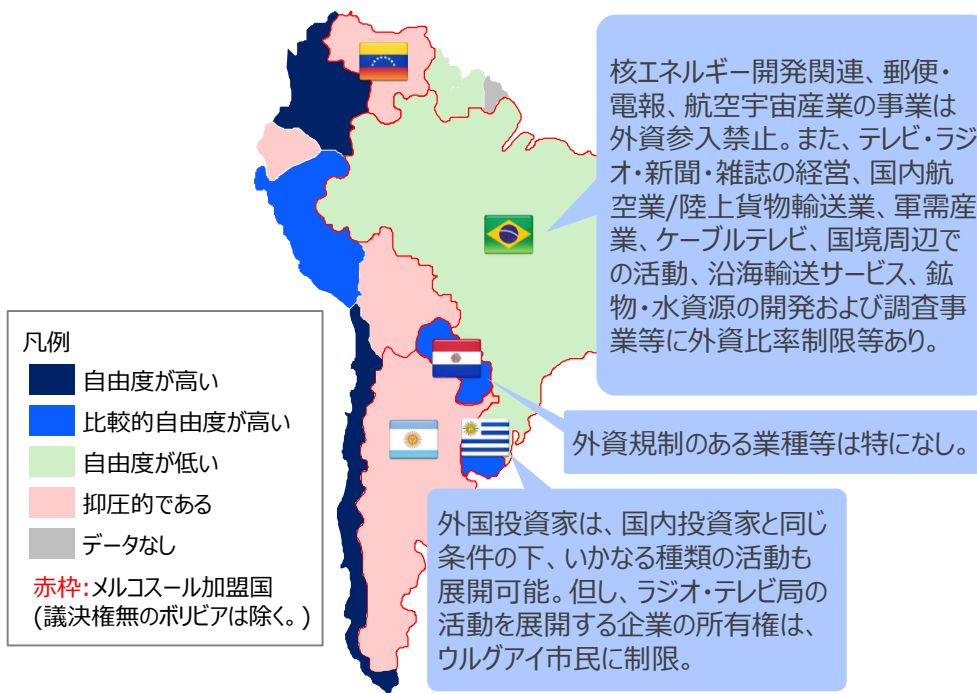 核エネルギー開発関連、郵便・
電報、航空宇宙産業の事業は
外資参入禁止。また、テレビ・ラジ
オ・新聞・雑誌の経営、国内航
空業/陸上貨物輸送業、軍需産
業、ケーブルテレビ、国境周辺で
の活動、沿海輸送サービス、鉱
物・水資源の開発および調査事
業等に外資比率制限等あり。
凡例
自由度が高い
比較的自由度が高い
自由度が低い
抑圧的である
データなし
赤枠:メルコスール加盟国
(議決権無のボリビアは除く。)
外資規制のある業種等は特になし。
外国投資家は、国内投資家と同じ
条件の下、いかなる種類の活動も
展開可能。但し、ラジオ・テレビ局の
活動を展開する企業の所有権は、
ウルグアイ市民に制限。